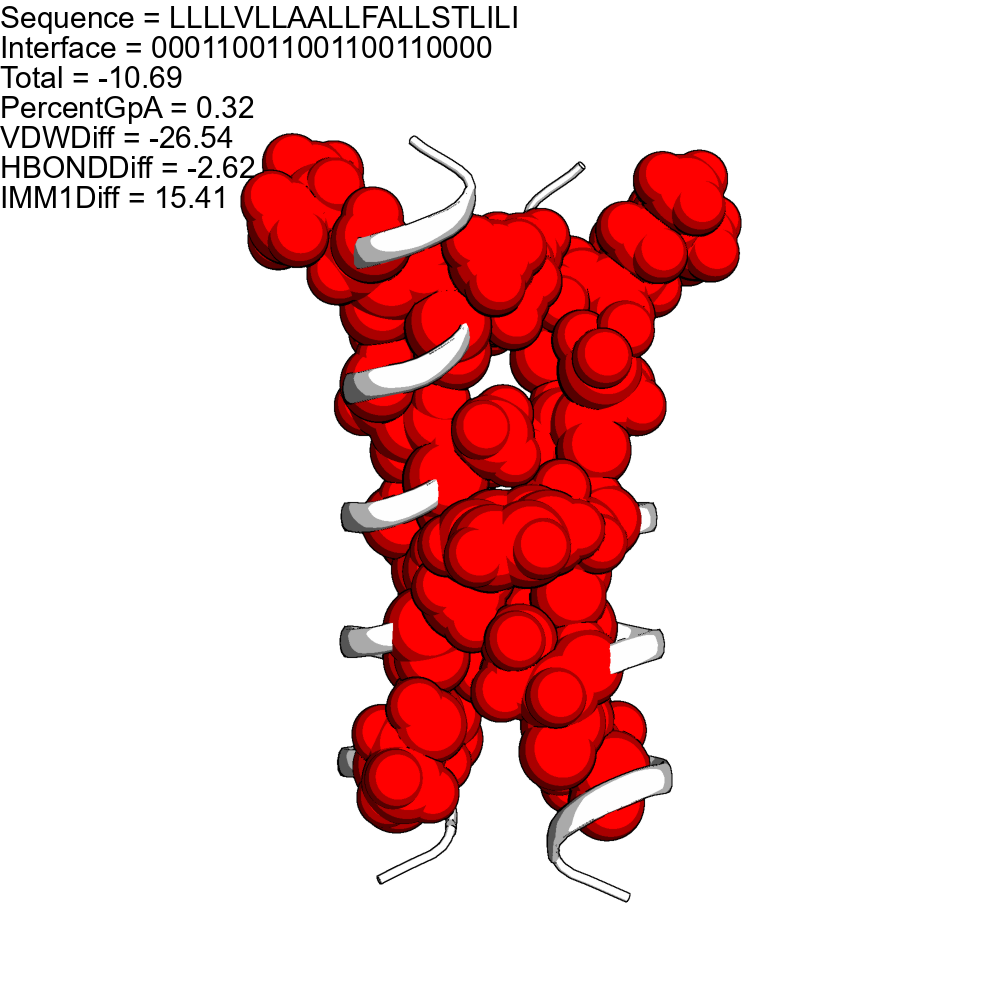 Sequence = LLLLVLLAALLFALLSTLILI
Interface = 000110011001100110000
Total = -10.69
PercentGpA = 0.32
VDWDiff = -26.54
HBONDDiff = -2.62
IMM1Diff = 15.41